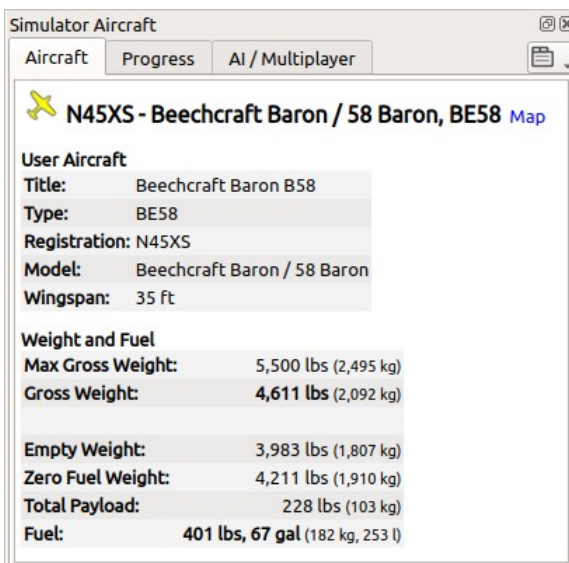 Simulator Aircraft
Aircraft Progress AI / Multiplayer
N45XS - Beechcraft Baron / 58 Baron, BE58 Map
User Aircraft
Title: Beechcraft Baron B58
Type: BE58
Registration: N45XS
Model: Beechcraft Baron / 58 Baron
Wingspan: 35 ft
Weight and Fuel
Max Gross Weight: 5,500 lbs (2,495 kg)
Gross Weight: 4,611 lbs (2,092 kg)
Empty Weight: 3,983 lbs (1,807 kg)
Zero Fuel Weight: 4,211 lbs (1,910 kg)
Total Payload: 228 lbs (103 kg)
Fuel: 401 lbs, 67 gal (182 kg, 253 l)